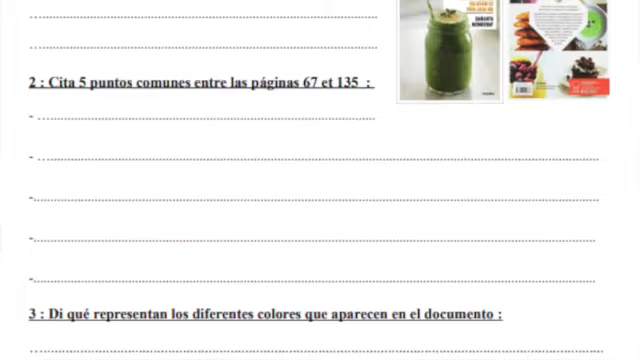 2 : Cita 5 puntos comunes entre las páginas 67 et 135 :
-
-
-
-
-
3 : Di qué representan los diferentes colores que aparecen en el documento :